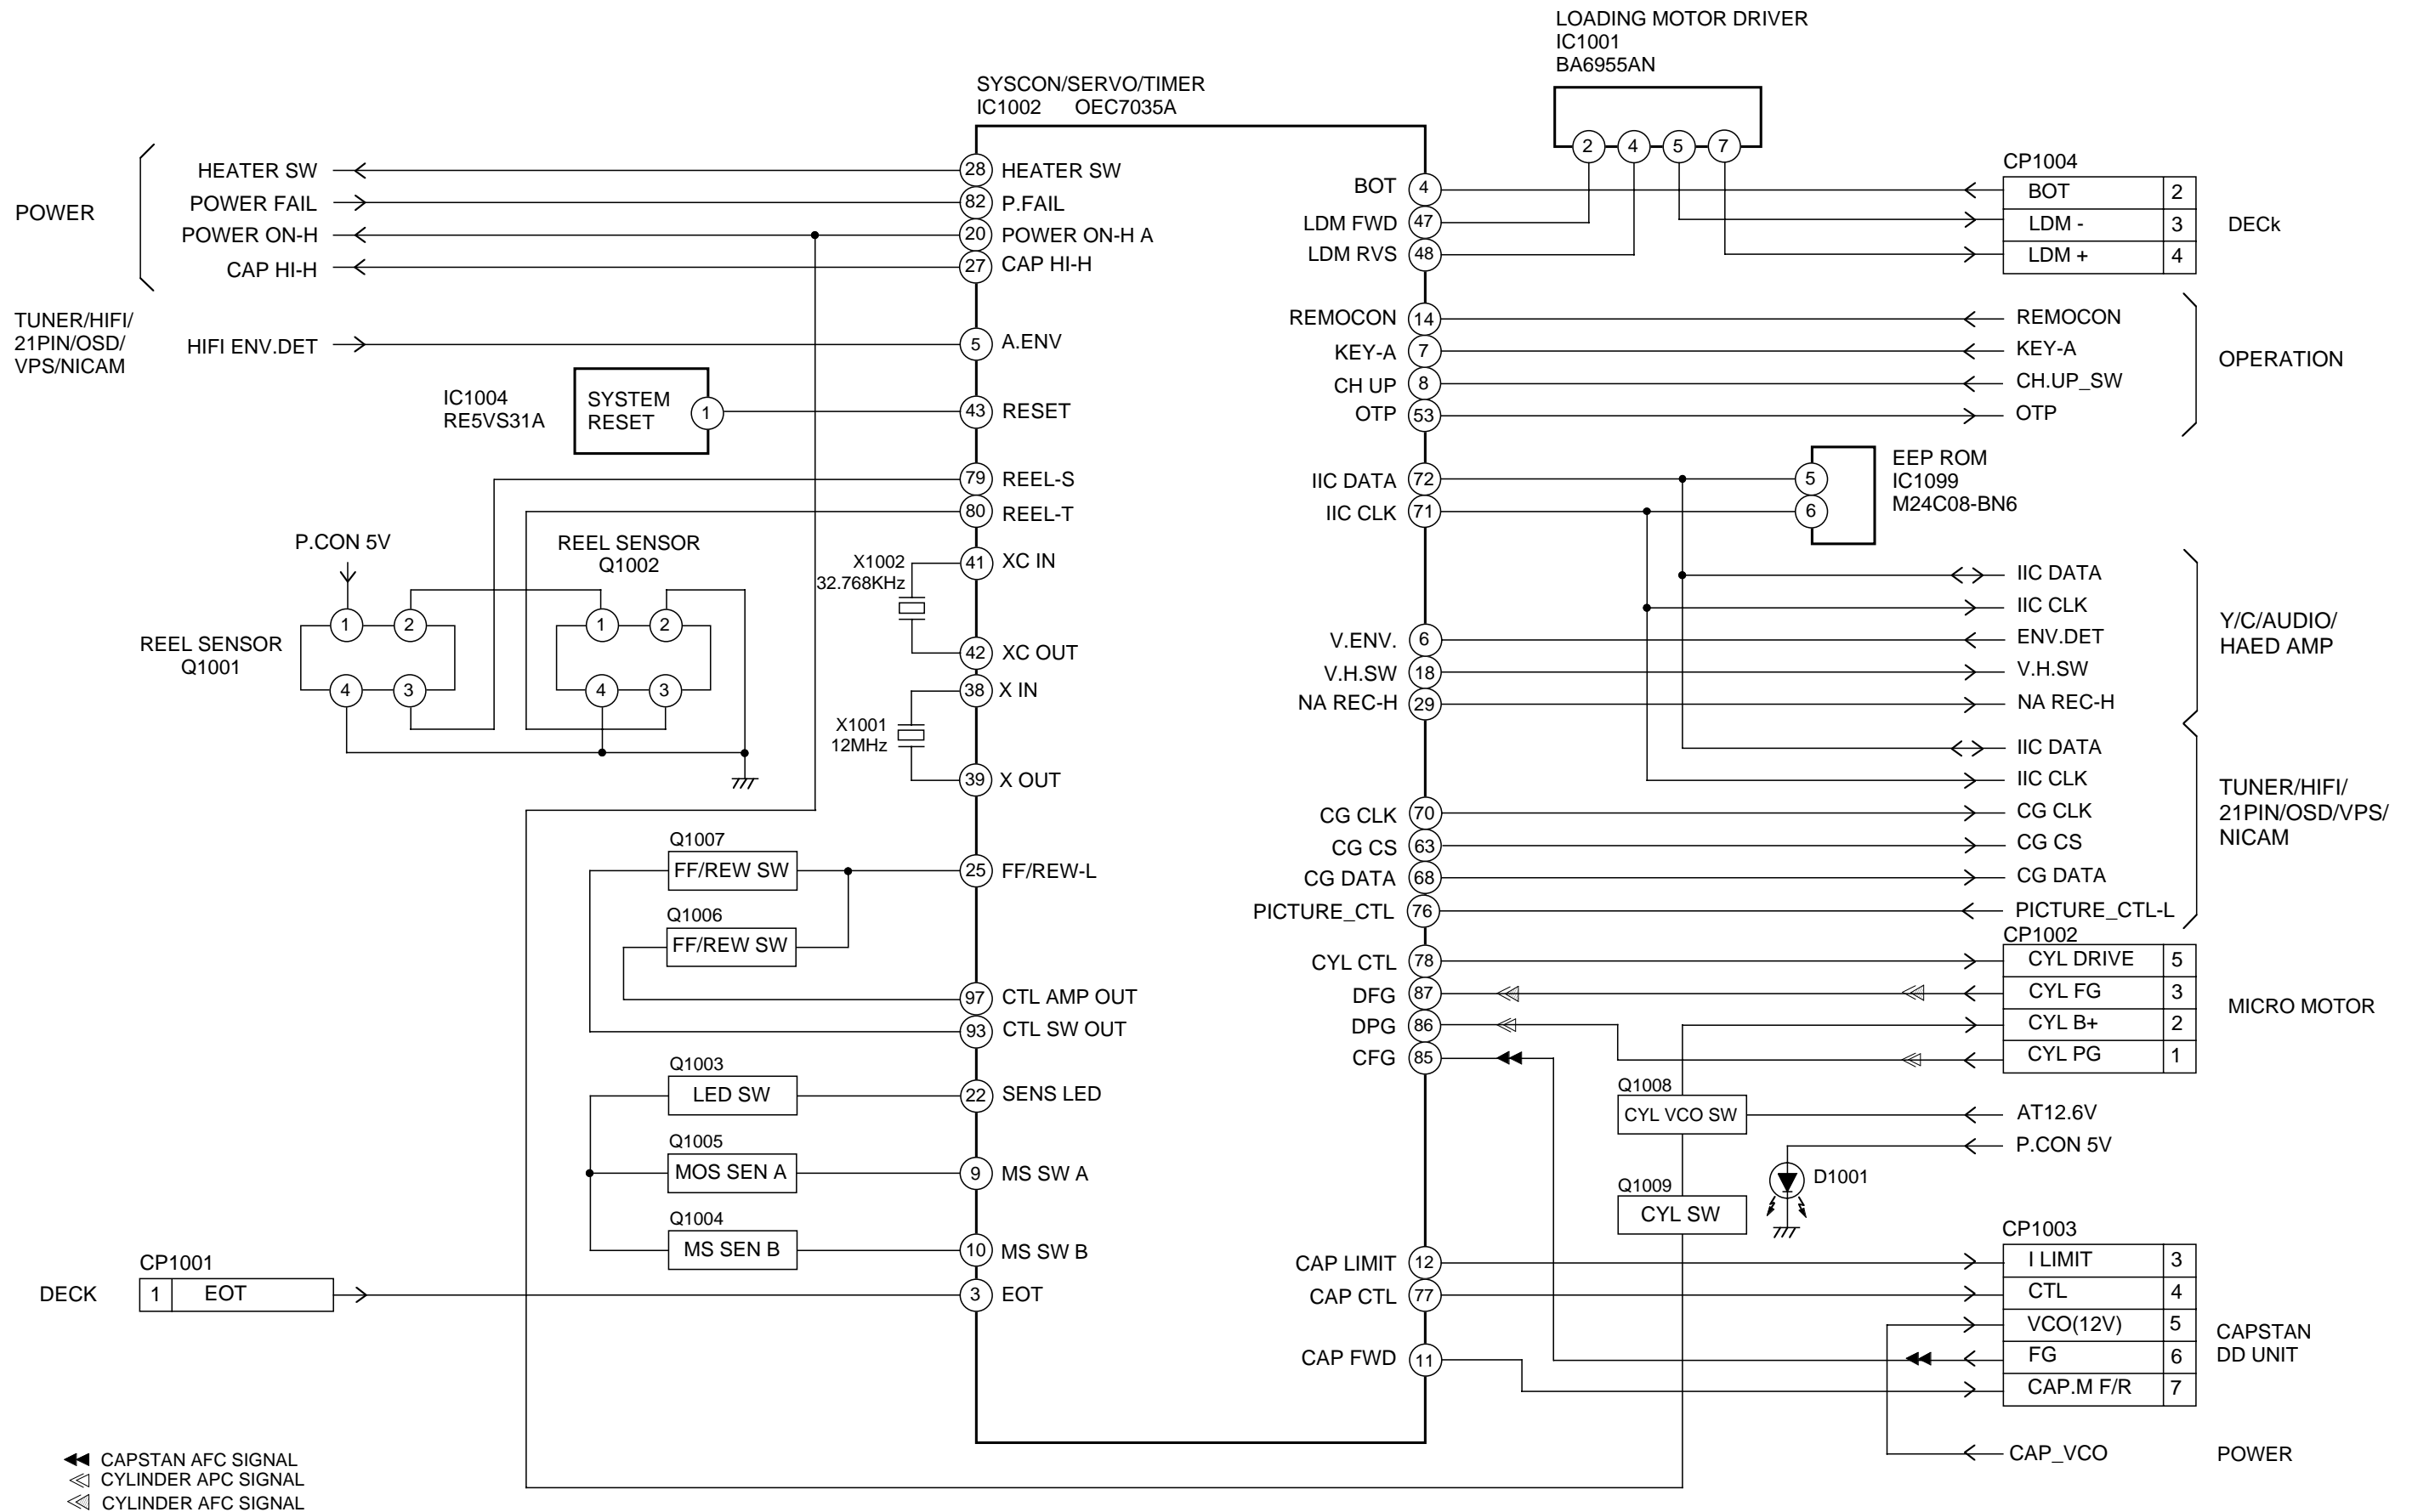 LOADING MOTOR DRIVER
IC1001
BA6955AN
2
4
5
7
SYSCON/SERVO/TIMER
IC1002 OEC7035A
POWER
HEATER SW
28 HEATER SW
POWER FAIL
82 P.FAIL
POWER ON-H
20 POWER ON-H A
CAP HI-H
27 CAP HI-H
TUNER/HIFI/
21PIN/OSD/
VPS/NICAM
HIFI ENV.DET
5 A.ENV
IC1004
RE5VS31A
SYSTEM
RESET
1
43 RESET
79 REEL-S
80 REEL-T
P.CON 5V
REEL SENSOR
Q1002
REEL SENSOR
Q1001
1
2
4
3
1
2
4
3
X1002
32.768KHz
41 XC IN
42 XC OUT
38 X IN
X1001
12MHz
39 X OUT
Q1007
FF/REW SW
25 FF/REW-L
Q1006
FF/REW SW
97 CTL AMP OUT
93 CTL SW OUT
Q1003
LED SW
22 SENS LED
Q1005
MOS SEN A
9 MS SW A
Q1004
MS SEN B
10 MS SW B
CP1001
DECK
1 EOT
3 EOT
BOT 4
LDM FWD 47
LDM RVS 48
CP1004
BOT 2
LDM - 3
LDM + 4
DECk
REMOCON 14
REMOCON
KEY-A 7
KEY-A
CH UP 8
CH.UP_SW
OTP 53
OTP
OPERATION
IIC DATA 72
IIC CLK 71
5
6
EEP ROM
IC1099
M24C08-BN6
IIC DATA
IIC CLK
V.ENV. 6
ENV.DET
V.H.SW 18
V.H.SW
NA REC-H 29
NA REC-H
Y/C/AUDIO/
HAED AMP
IIC DATA
IIC CLK
CG CLK 70
CG CLK
CG CS 63
CG CS
CG DATA 68
CG DATA
PICTURE_CTL 76
PICTURE_CTL-L
TUNER/HIFI/
21PIN/OSD/VPS/
NICAM
CP1002
CYL CTL 78
CYL DRIVE 5
DFG 87
CYL FG 3
DPG 86
CYL B+ 2
CFG 85
CYL PG 1
MICRO MOTOR
Q1008
CYL VCO SW
AT12.6V
P.CON 5V
D1001
Q1009
CYL SW
CP1003
CAP LIMIT 12
I LIMIT 3
CAP CTL 77
CTL 4
VCO(12V) 5
CAP FWD 11
FG 6
CAP.M F/R 7
CAPSTAN
DD UNIT
CAP_VCO
POWER
CAPSTAN AFC SIGNAL
CYLINDER APC SIGNAL
CYLINDER AFC SIGNAL